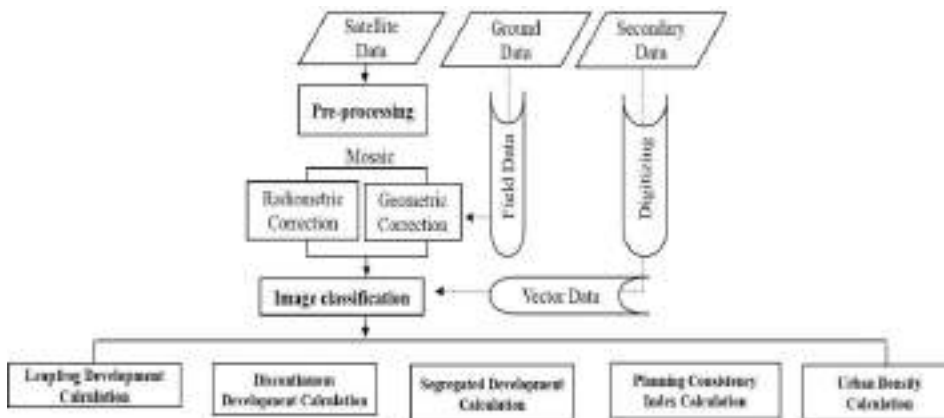 Satellite
Data
Ground
Data
Secondary
Data
Pre-processing
Mosaic
Radiometric
Correction
Geometric
Correction
Field Data
Digitizing
Image classification
Vector Data
Leapfrog Development
Calculation
Discontinuous
Development Calculation
Segregated Development
Calculation
Planning Consistency
Index Calculation
Urban Density
Calculation